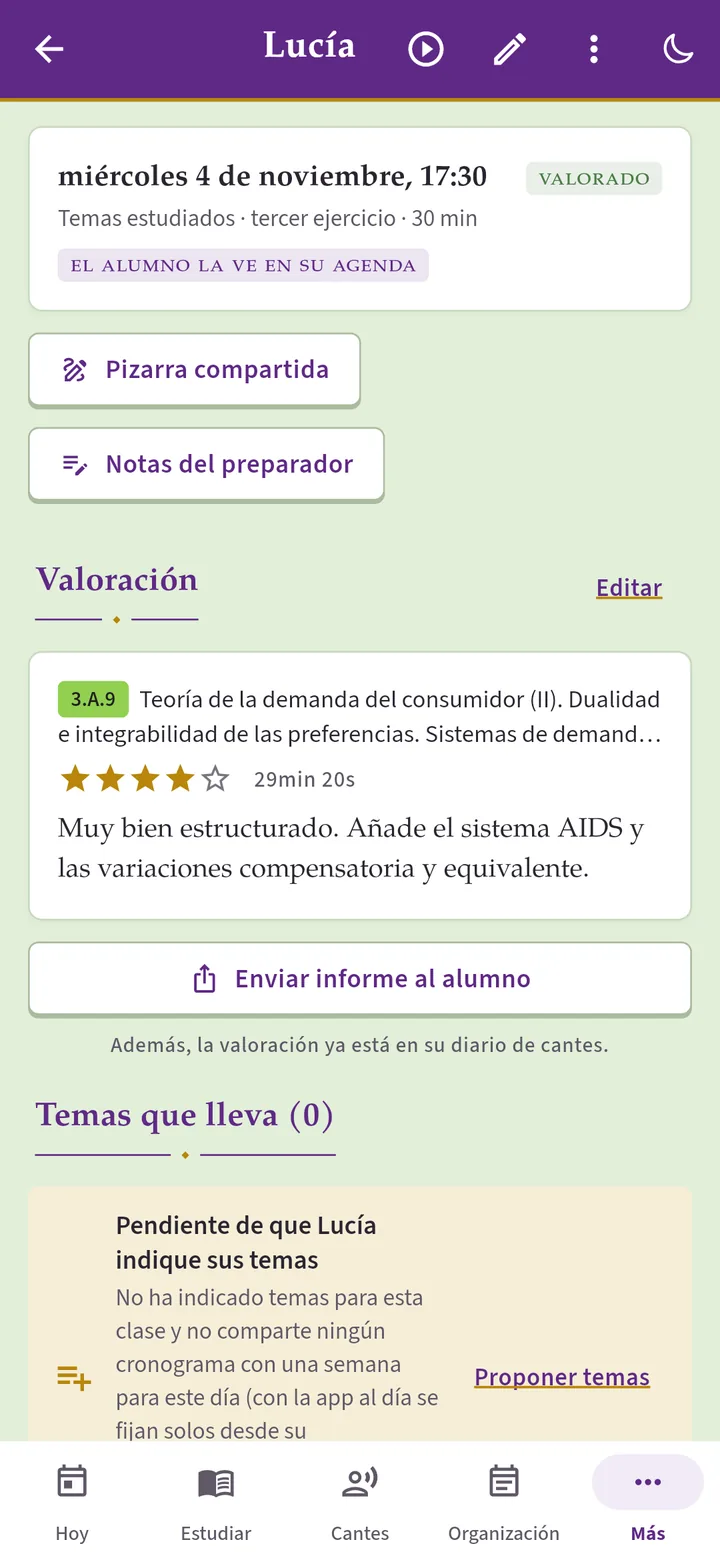 Lucía
miércoles 4 de noviembre, 17:30
VALORADO
Temas estudiados · tercer ejercicio · 30 min
EL ALUMNO LA VE EN SU AGENDA
Pizarra compartida
Notas del preparador
Valoración
Editar
3.A.9 Teoría de la demanda del consumidor (II). Dualidad
e integrabilidad de las preferencias. Sistemas de demand…
29min 20s
Muy bien estructurado. Añade el sistema AIDS y
las variaciones compensatoria y equivalente.
Enviar informe al alumno
Además, la valoración ya está en su diario de cantes.
Temas que lleva (0)
Pendiente de que Lucía
indique sus temas
No ha indicado temas para esta
clase y no comparte ningún
cronograma con una semana
para este día (con la app al día se
fijan solos desde su
Proponer temas
Hoy
Estudiar
Cantes
Organización
Más